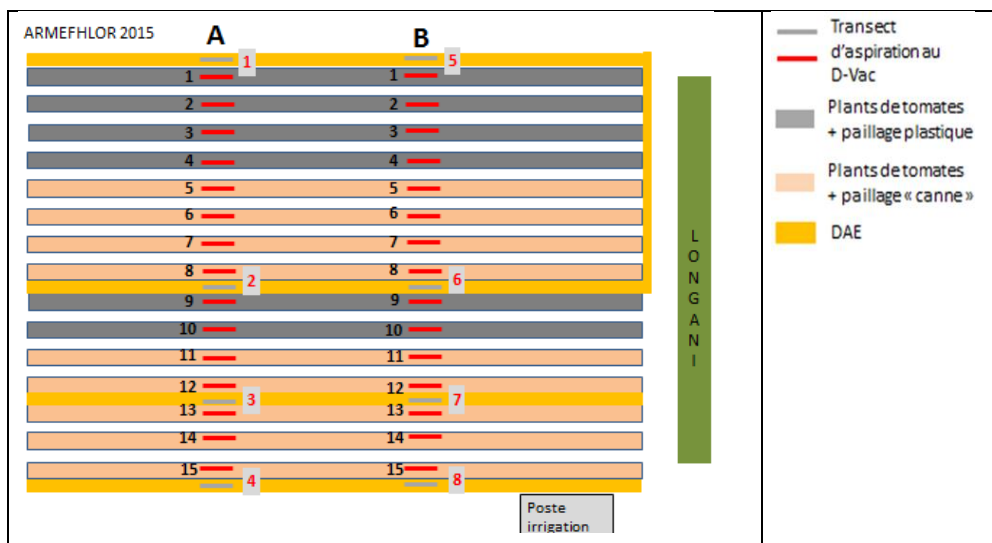 ARMEFHLOR 2015
A
B
1
5
1
1
2
2
3
3
4
4
5
5
6
6
7
7
8
8
2
6
9
9
10
10
11
11
12
12
3
7
13
13
14
14
15
15
4
8
LONGANI
Poste
irrigation
Transect
d'aspiration au
D-Vac
Plants de tomates
+ paillage plastique
Plants de tomates
+ paillage « canne »
DAE